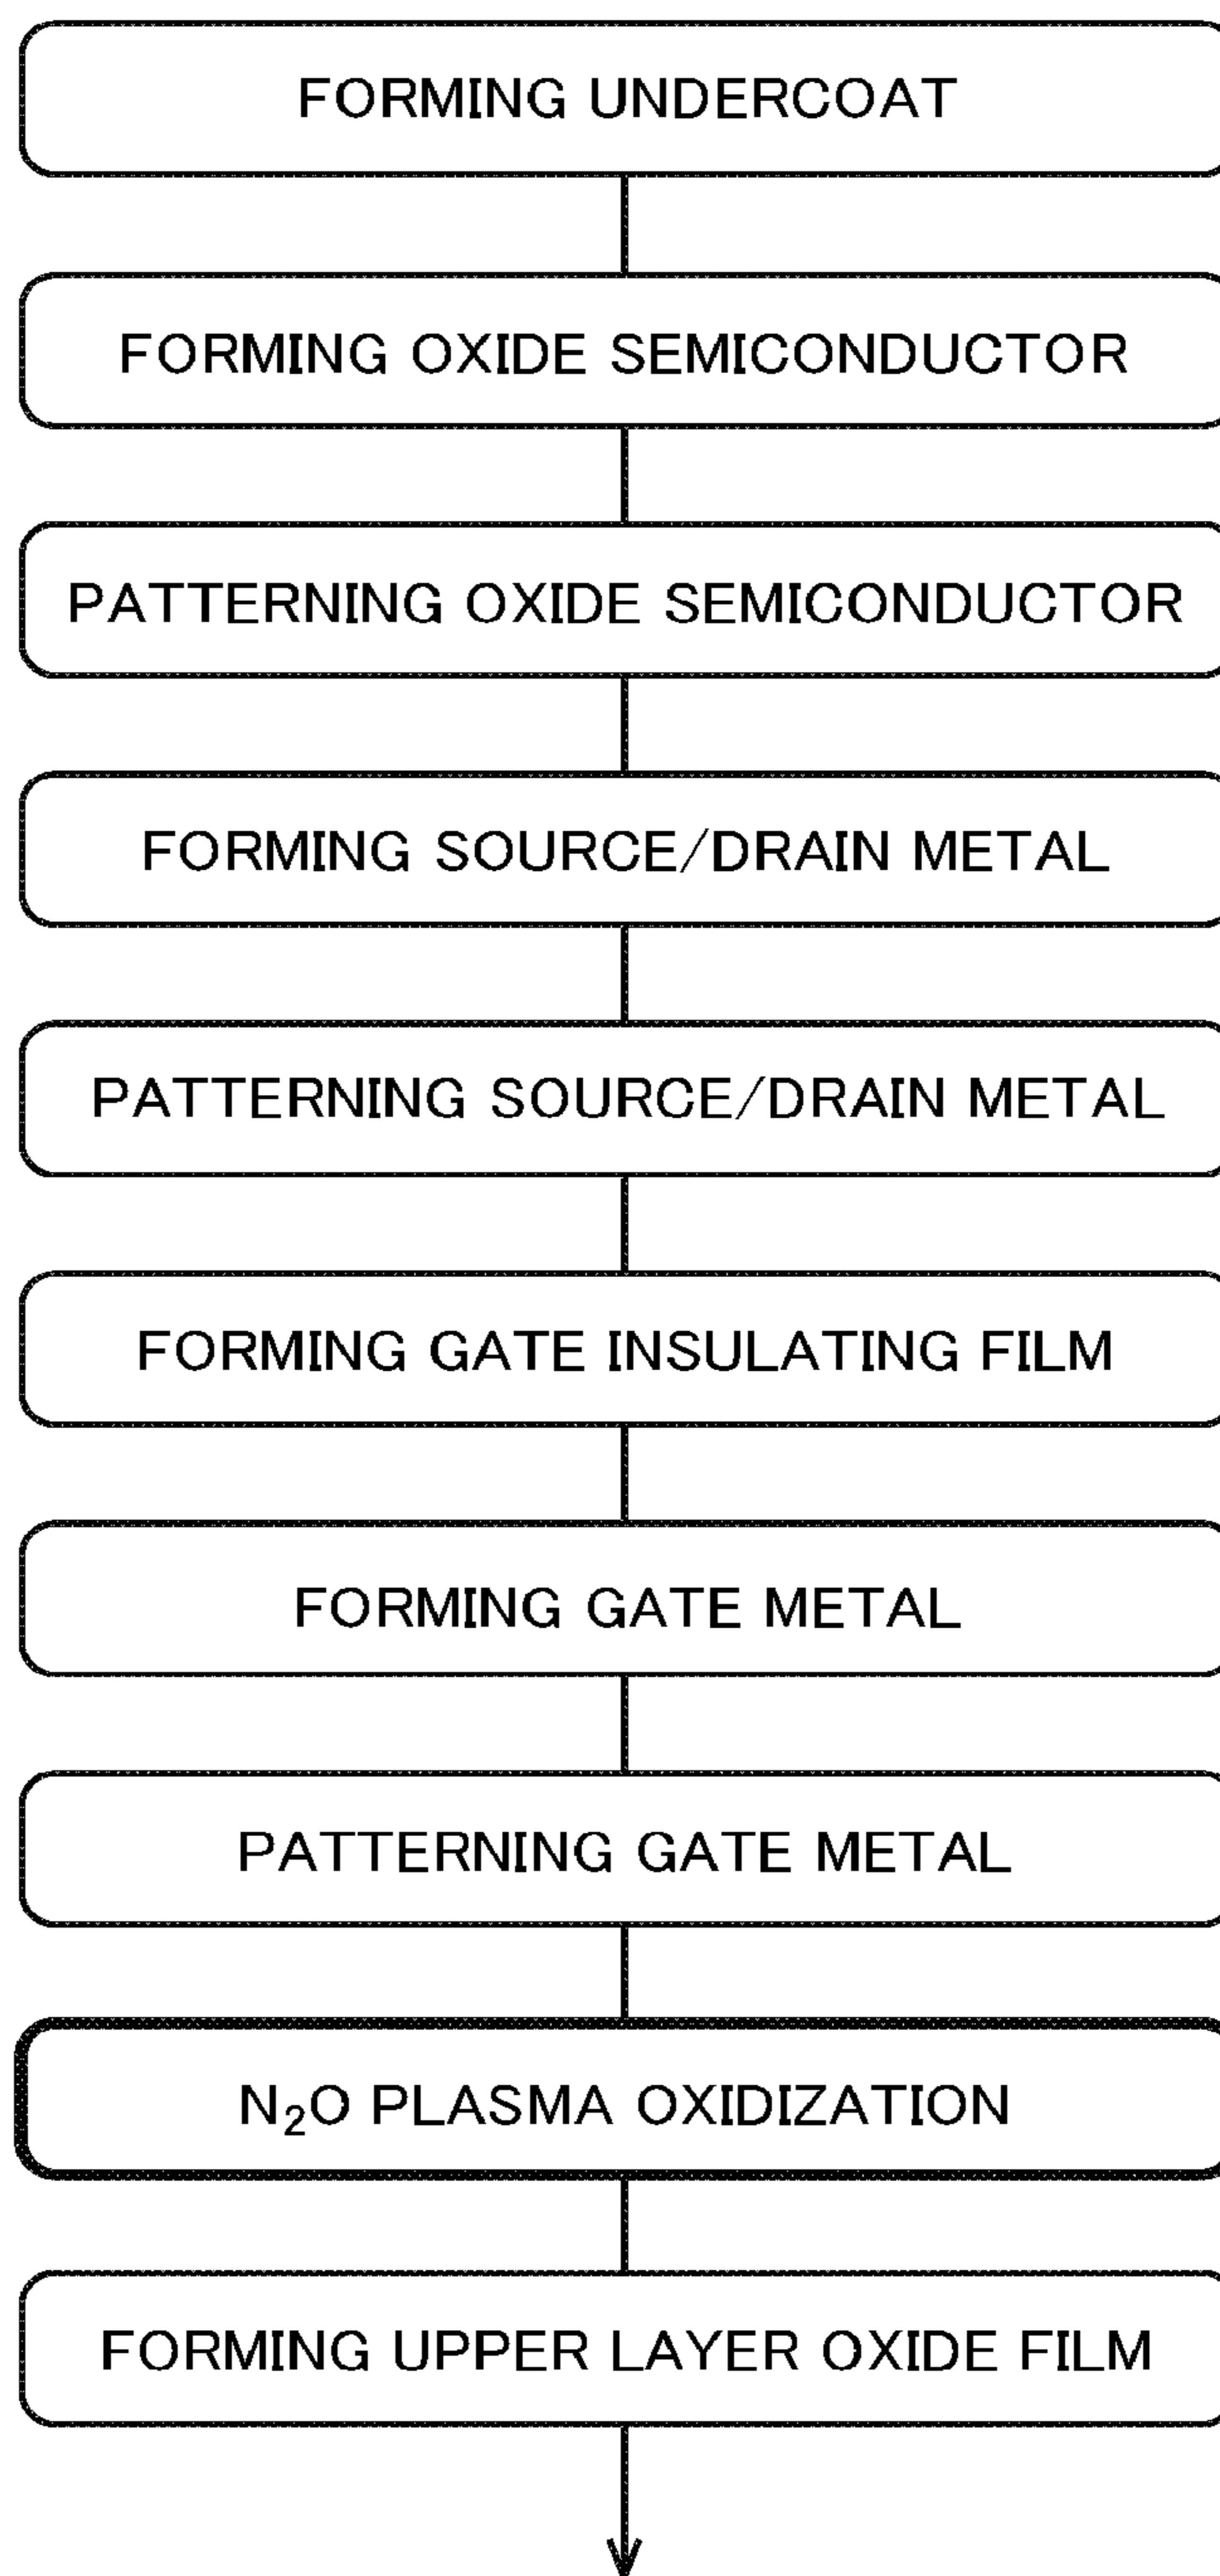 FORMING UNDERCOAT
FORMING OXIDE SEMICONDUCTOR
PATTERNING OXIDE SEMICONDUCTOR
FORMING SOURCE/DRAIN METAL
PATTERNING SOURCE/DRAIN METAL
FORMING GATE INSULATING FILM
FORMING GATE METAL
PATTERNING GATE METAL
N₂O PLASMA OXIDIZATION
FORMING UPPER LAYER OXIDE FILM